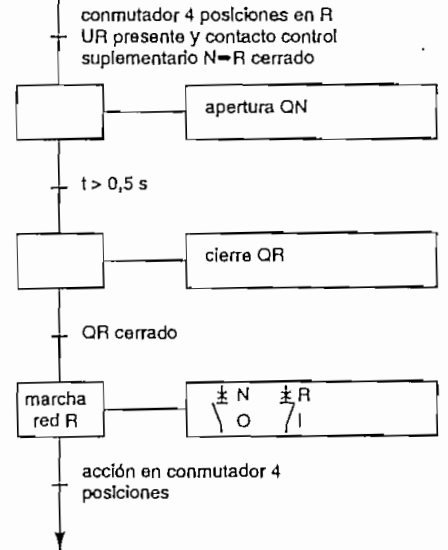 conmutador 4 posiciones en R
UR presente y contacto control
suplementario N→R cerrado
apertura QN
t > 0,5 s
cierre QR
QR cerrado
marcha
red R
N R
O I
acción en conmutador 4
posiciones